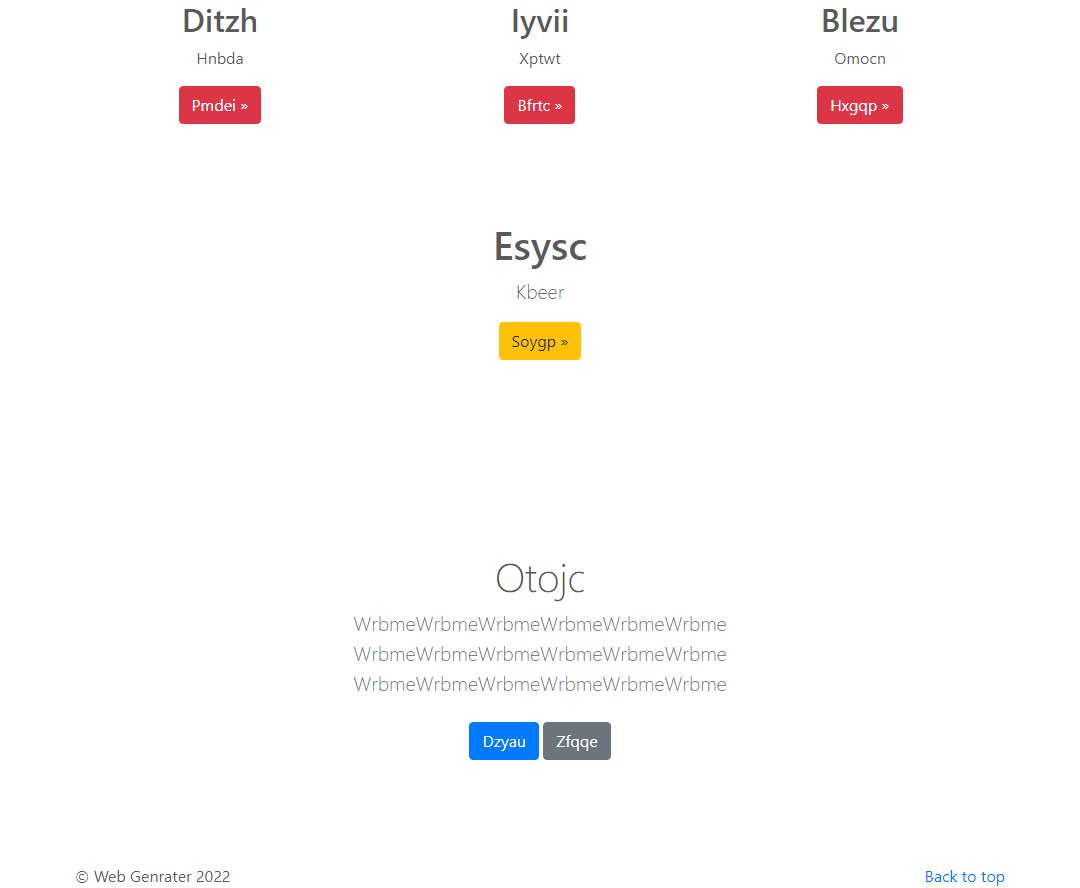 Ditzh
Iyvii
Blezu
Hnbda
Xptwt
Omocn
Pmdei »
Bfrtc »
Hxgqp »
Esysc
Kbeer
Soygp »
Otojc
WrbmeWrbmeWrbmeWrbmeWrbmeWrbme
WrbmeWrbmeWrbmeWrbmeWrbmeWrbme
WrbmeWrbmeWrbmeWrbmeWrbmeWrbme
Dzyau
Zfqqe
© Web Genrater 2022
Back to top